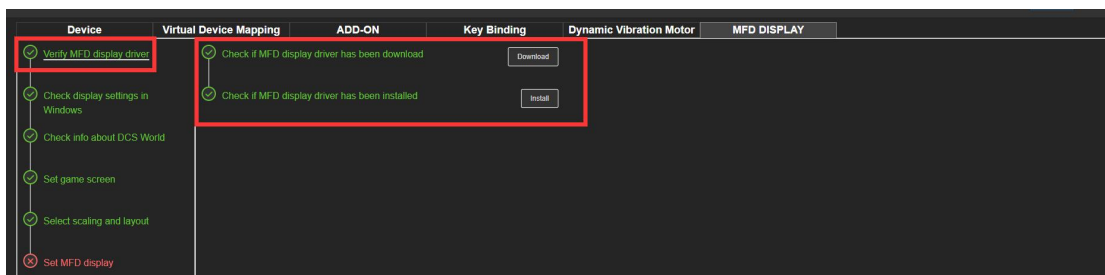 Device Virtual Device Mapping ADD-ON Key Binding Dynamic Vibration Motor MFD DISPLAY
Verify MFD display driver
Check if MFD display driver has been download Download
Check display settings in
Windows
Check if MFD display driver has been installed Install
Check info about DCS World
Set game screen
Select scaling and layout
Set MFD display